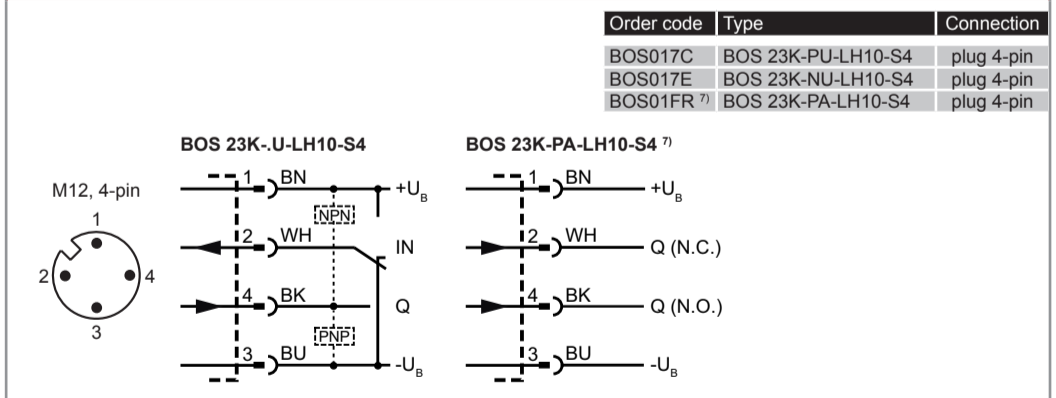 Order code Type Connection
BOS017C BOS 23K-PU-LH10-S4 plug 4-pin
BOS017E BOS 23K-NU-LH10-S4 plug 4-pin
BOS01FR 7) BOS 23K-PA-LH10-S4 plug 4-pin
BOS 23K-.U-LH10-S4
BOS 23K-PA-LH10-S4 7)
M12, 4-pin
1
2 4
3
1 BN +UB
NPN
2 WH IN
4 BK Q
PNP
3 BU -UB
1 BN +UB
2 WH Q (N.C.)
4 BK Q (N.O.)
3 BU -UB